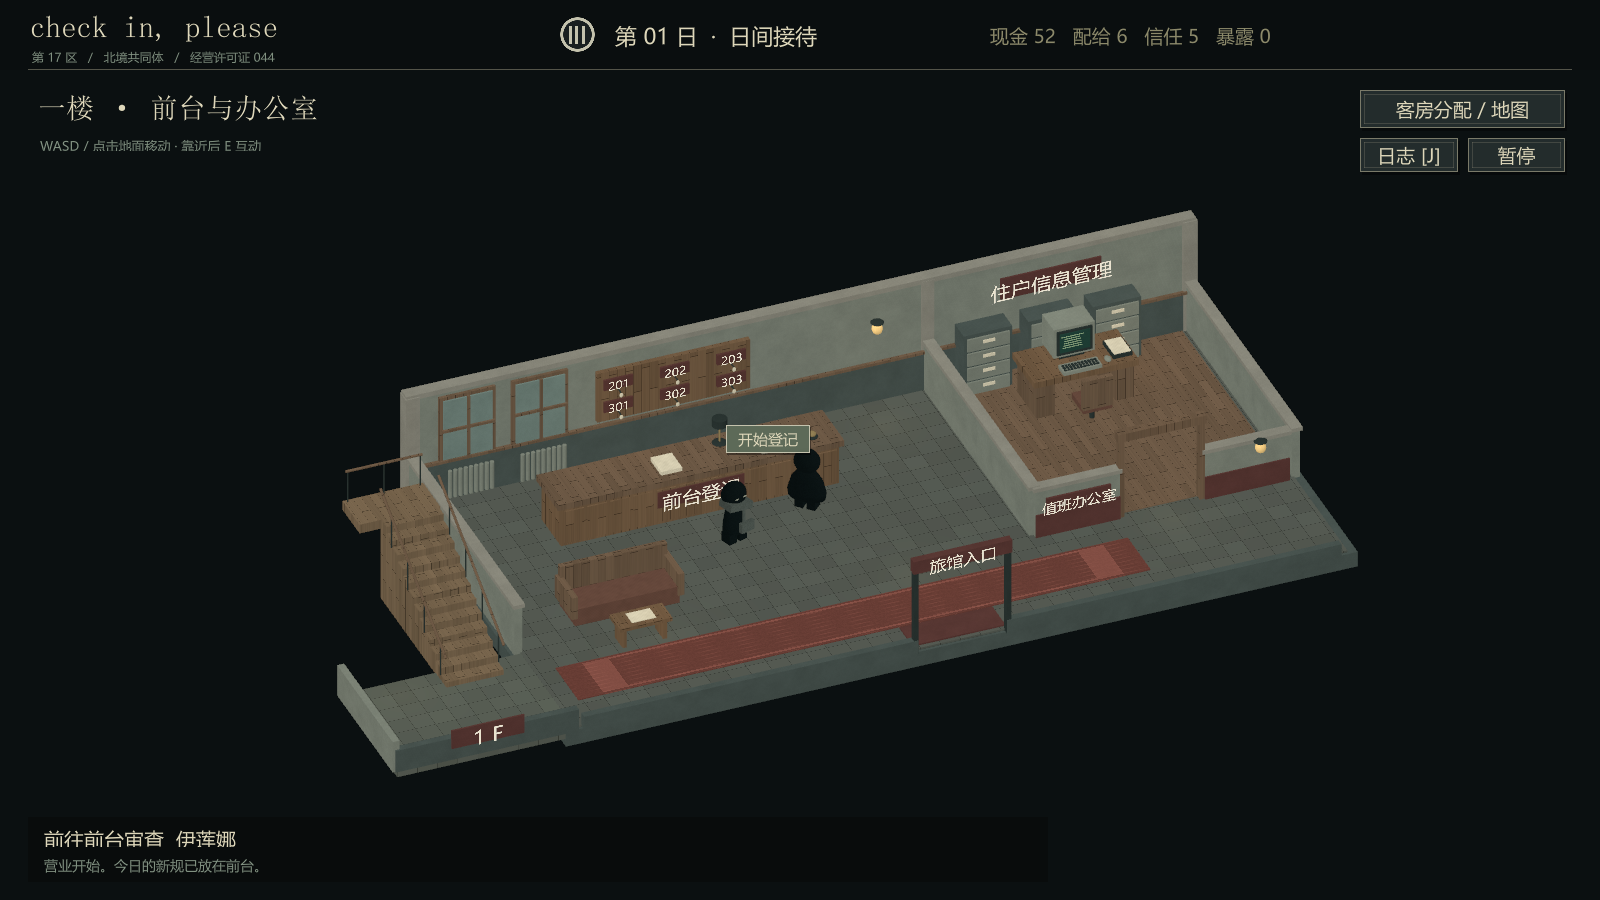 check in, please
第 17 区 / 北境共同体 / 经营许可证 044
第 01 日 · 日间接待
现金 52 配给 6 信任 5 暴露 0
一楼 · 前台与办公室
WASD / 点击地面移动 · 靠近后 E 互动
客房分配 / 地图
日志 [J]
暂停
住户信息管理
201
202
203
301
302
303
开始登记
前台登记
值班办公室
旅馆入口
1 F
前往前台审查 伊莲娜
营业开始。今日的新规已放在前台。